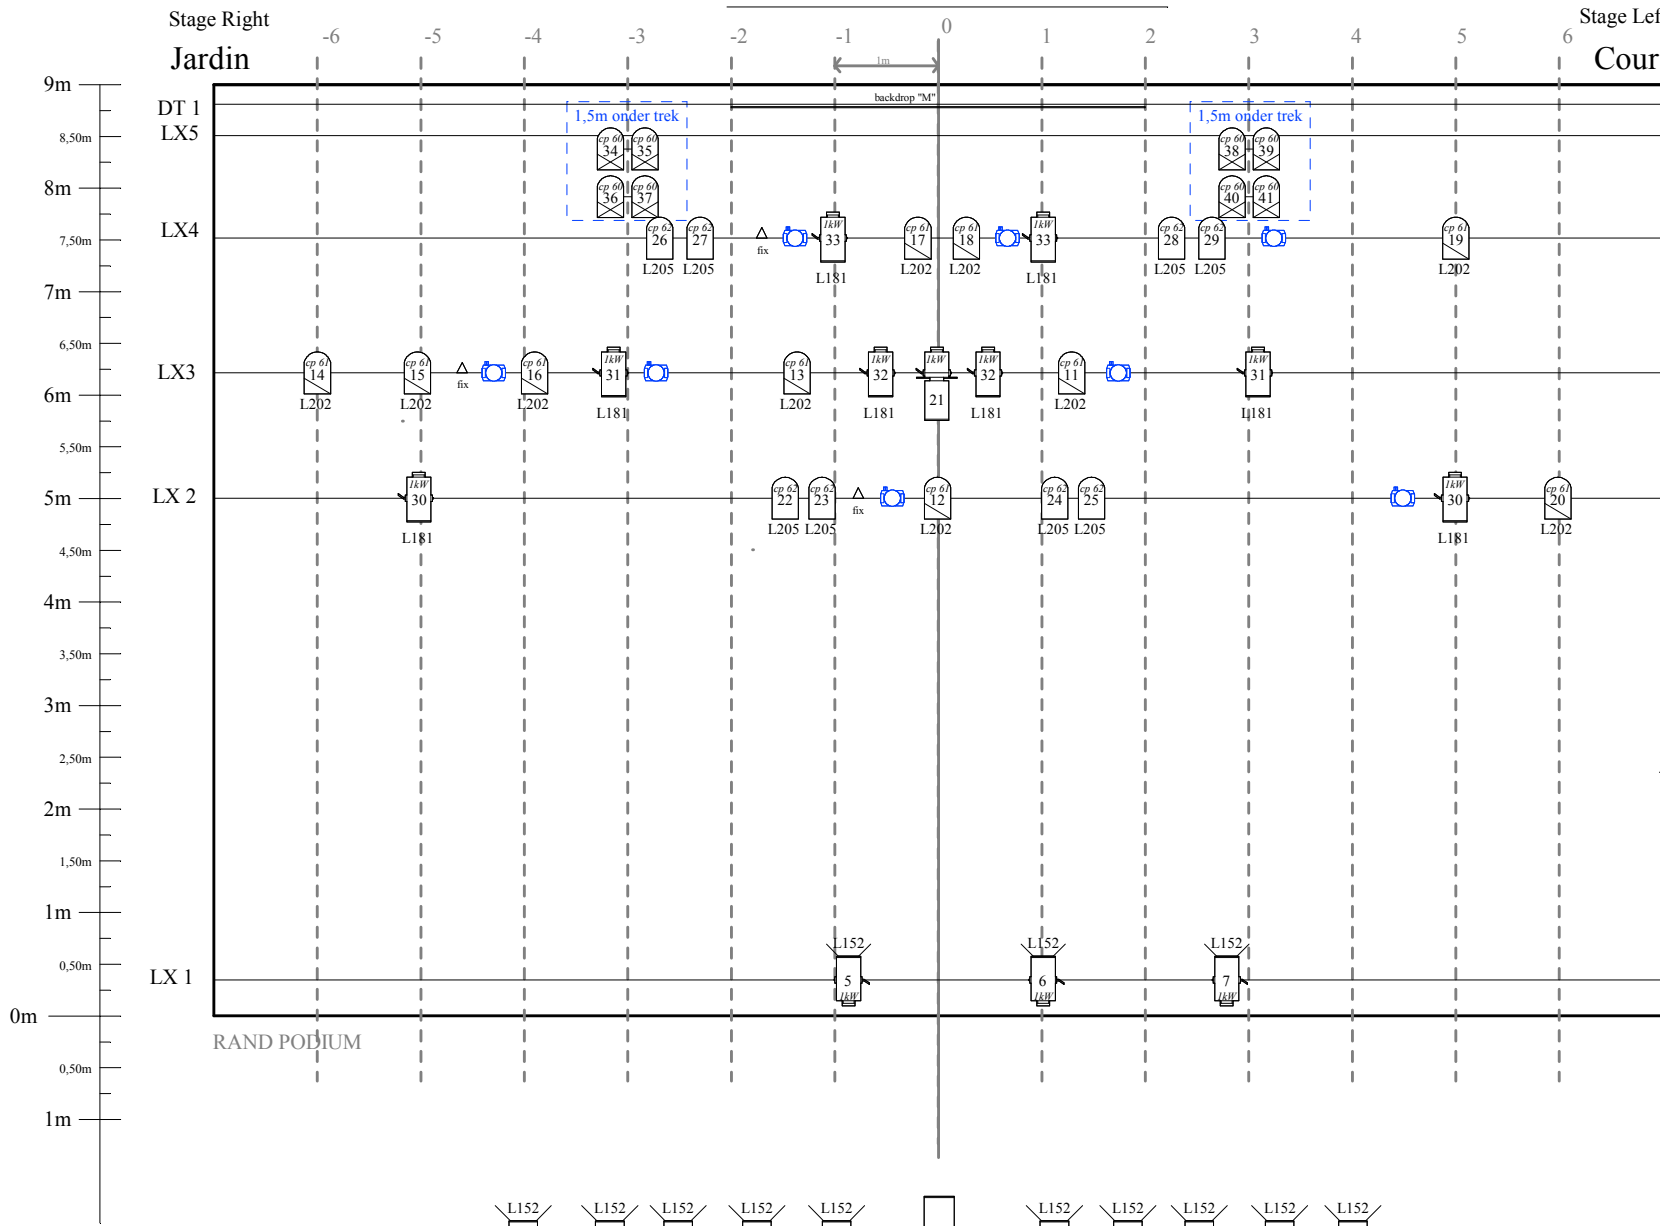 Stage Right
Stage Lef
-6 -5 -4 -3 -2 -1 0 1 2 3 4 5 6
Jardin
Cour
1m
9m
DT 1
backdrop "M"
1,5m onder trek
1,5m onder trek
LX5
8,50m
cp 60 cp 60 cp 60 cp 60
34 35 38 39
8m
cp 60 cp 60 cp 60 cp 60
36 37 40 41
LX4
7,50m
cp 62 cp 62 1kW cp 61 cp 61 1kW cp 62 cp 62 cp 61
26 27 33 17 18 33 28 29 19
fix
L205 L205 L181 L202 L202 L181 L205 L205 L202
7m
6,50m
LX3
cp 61 cp 61 cp 61 1kW cp 61 1kW 1kW 1kW cp 61 1kW
14 15 16 31 13 32 32 11 31
fix
21
6m
L202 L202 L202 L181 L202 L181 L181 L202 L181
5,50m
LX 2
5m
1kW cp 62 cp 62 cp 61 cp 62 cp 62 1kW cp 61
30 22 23 12 24 25 30 20
fix
L181 L205 L205 L202 L205 L205 L181 L202
4,50m
4m
3,50m
3m
2,50m
2m
1,50m
1m
L152 L152 L152
0,50m
LX 1
5 6 7
1kW 1kW 1kW
0m
RAND PODIUM
0,50m
1m
L152 L152 L152 L152 L152 L152 L152 L152 L152 L152